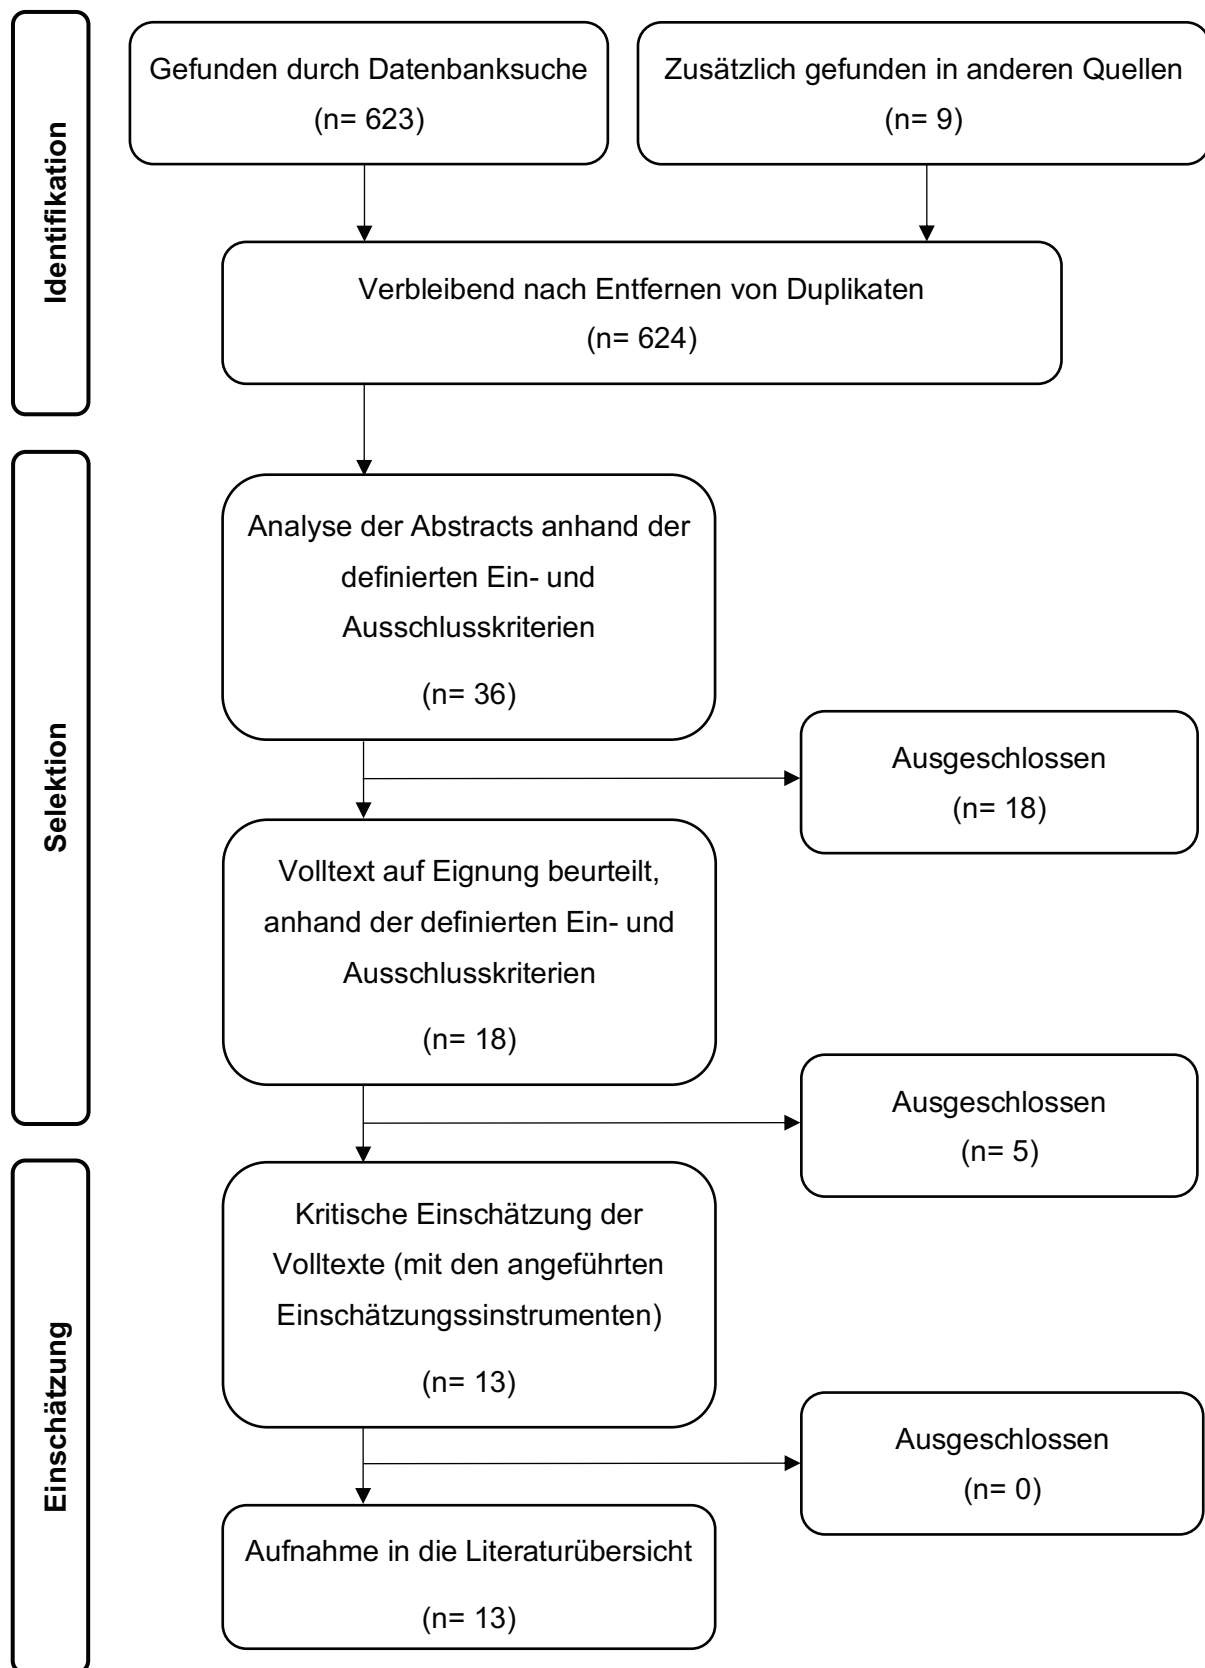 Identifikation
Gefunden durch Datenbanksuche
(n= 623)
Zusätzlich gefunden in anderen Quellen
(n= 9)
Verbleibend nach Entfernen von Duplikaten
(n= 624)
Selektion
Analyse der Abstracts anhand der
definierten Ein- und
Ausschlusskriterien
(n= 36)
Ausgeschlossen
(n= 18)
Volltext auf Eignung beurteilt,
anhand der definierten Ein- und
Ausschlusskriterien
(n= 18)
Ausgeschlossen
(n= 5)
Einschätzung
Kritische Einschätzung der
Volltexte (mit den angeführten
Einschätzungssinstrumenten)
(n= 13)
Ausgeschlossen
(n= 0)
Aufnahme in die Literaturübersicht
(n= 13)